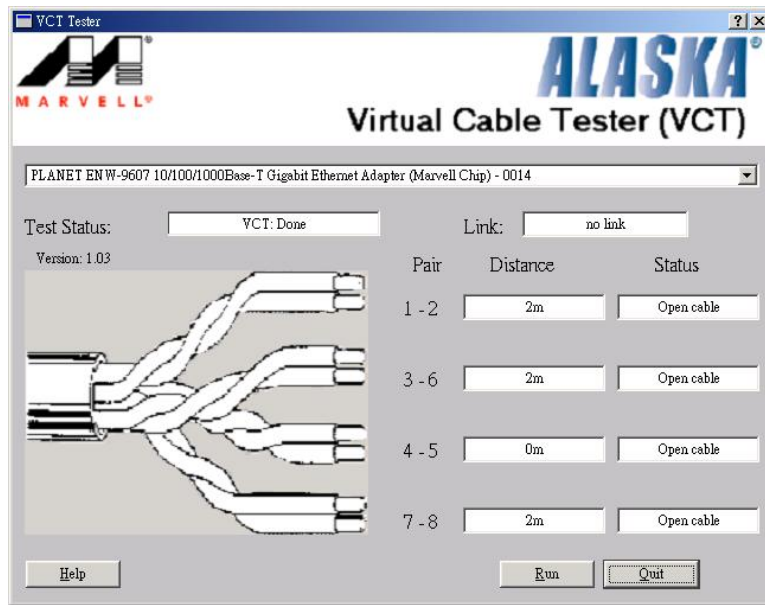 VCT Tester
MARVELL®
ALASKA®
Virtual Cable Tester (VCT)
PLANET ENW-9607 10/100/1000Base-T Gigabit Ethernet Adapter (Marvell Chip) - 0014
Test Status: VCT: Done Link: no link
Version: 1.03
Pair Distance Status
1 - 2 2m Open cable
3 - 6 2m Open cable
4 - 5 0m Open cable
7 - 8 2m Open cable
Help Run Quit